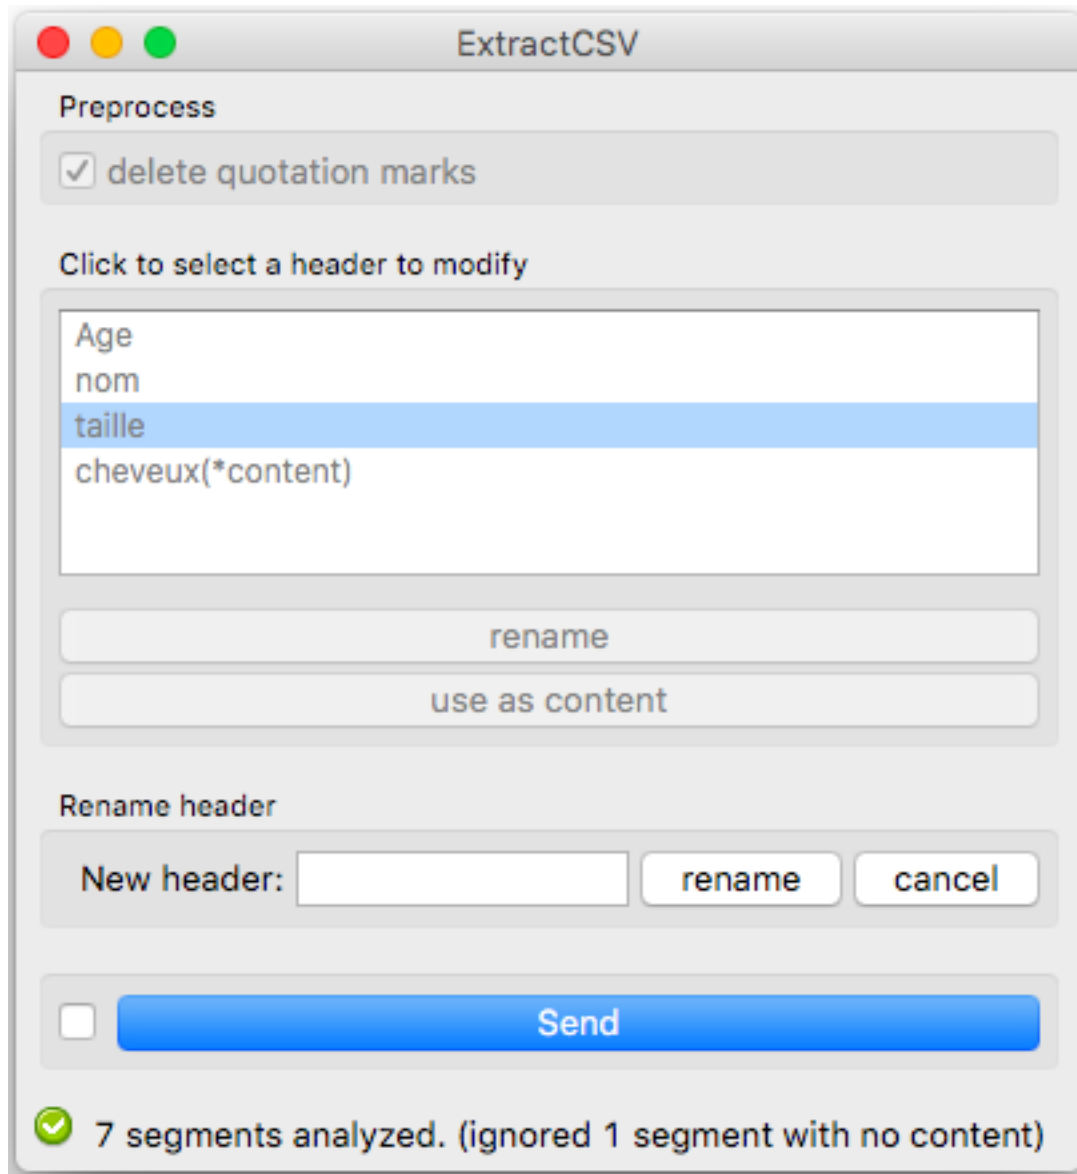 ExtractCSV
Preprocess
delete quotation marks
Click to select a header to modify
Age
nom
taille
cheveux(*content)
rename
use as content
Rename header
New header: rename cancel
Send
7 segments analyzed. (ignored 1 segment with no content)